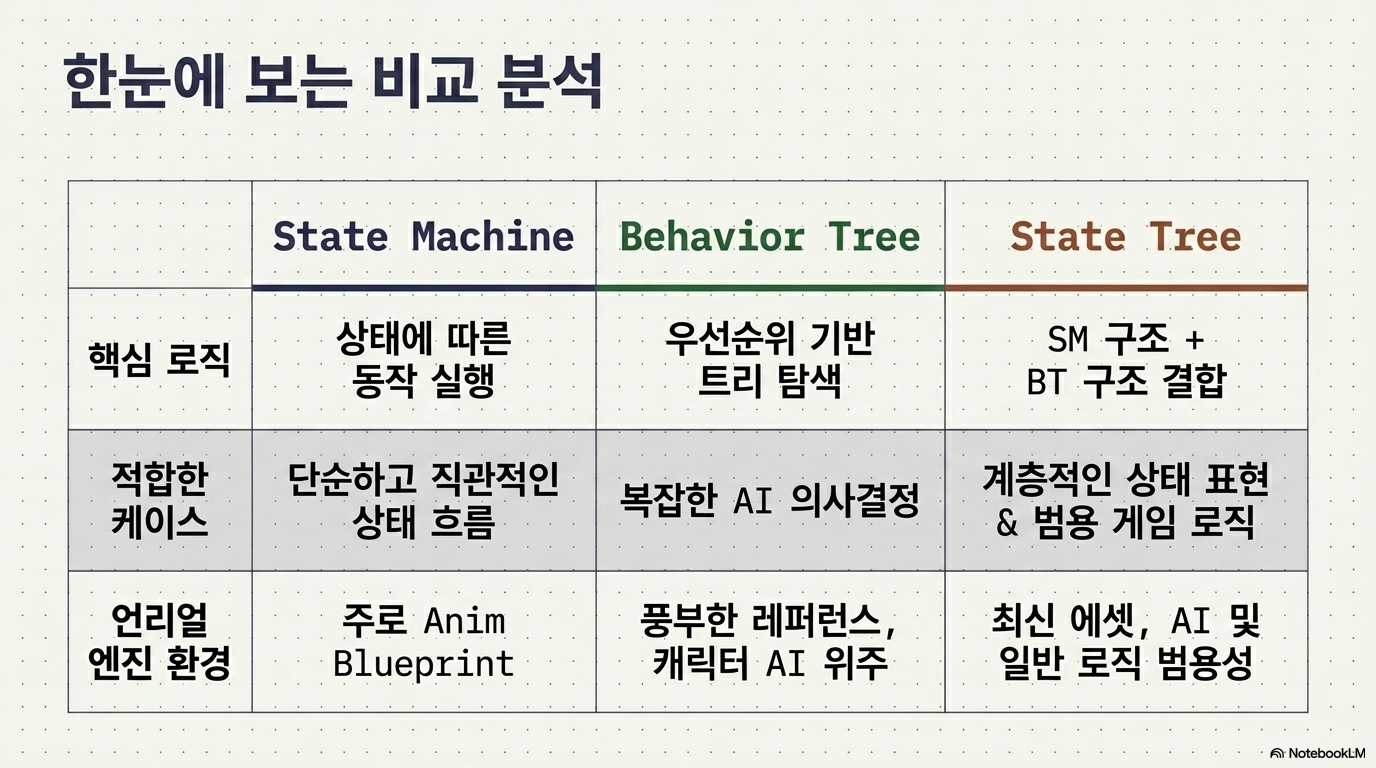 한눈에 보는 비교 분석
State Machine
Behavior Tree
State Tree
핵심 로직
상태에 따른
동작 실행
우선순위 기반
트리 탐색
SM 구조 +
BT 구조 결합
적합한
케이스
단순하고 직관적인
상태 흐름
복잡한 AI 의사결정
계층적인 상태 표현
& 범용 게임 로직
언리얼
엔진 환경
주로 Anim
Blueprint
풍부한 레퍼런스,
캐릭터 AI 위주
최신 에셋, AI 및
일반 로직 범용성
NotebookLM